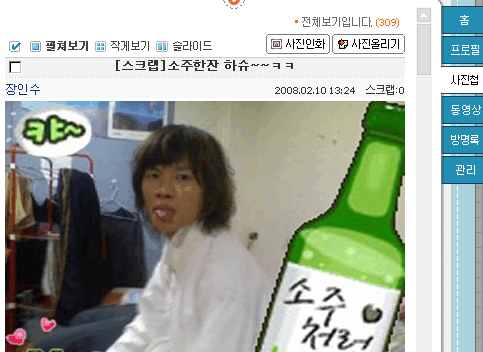 전체보기입니다. (309)
펼쳐보기 작게보기 슬라이드 사진인화 사진올리기
[스크랩]소주한잔 하슈~~ㅋㅋ
장인수 2008.02.10 13:24 스크랩:0
캬~
소주
처럼
홈
프로필
사진첩
동영상
방명록
관리